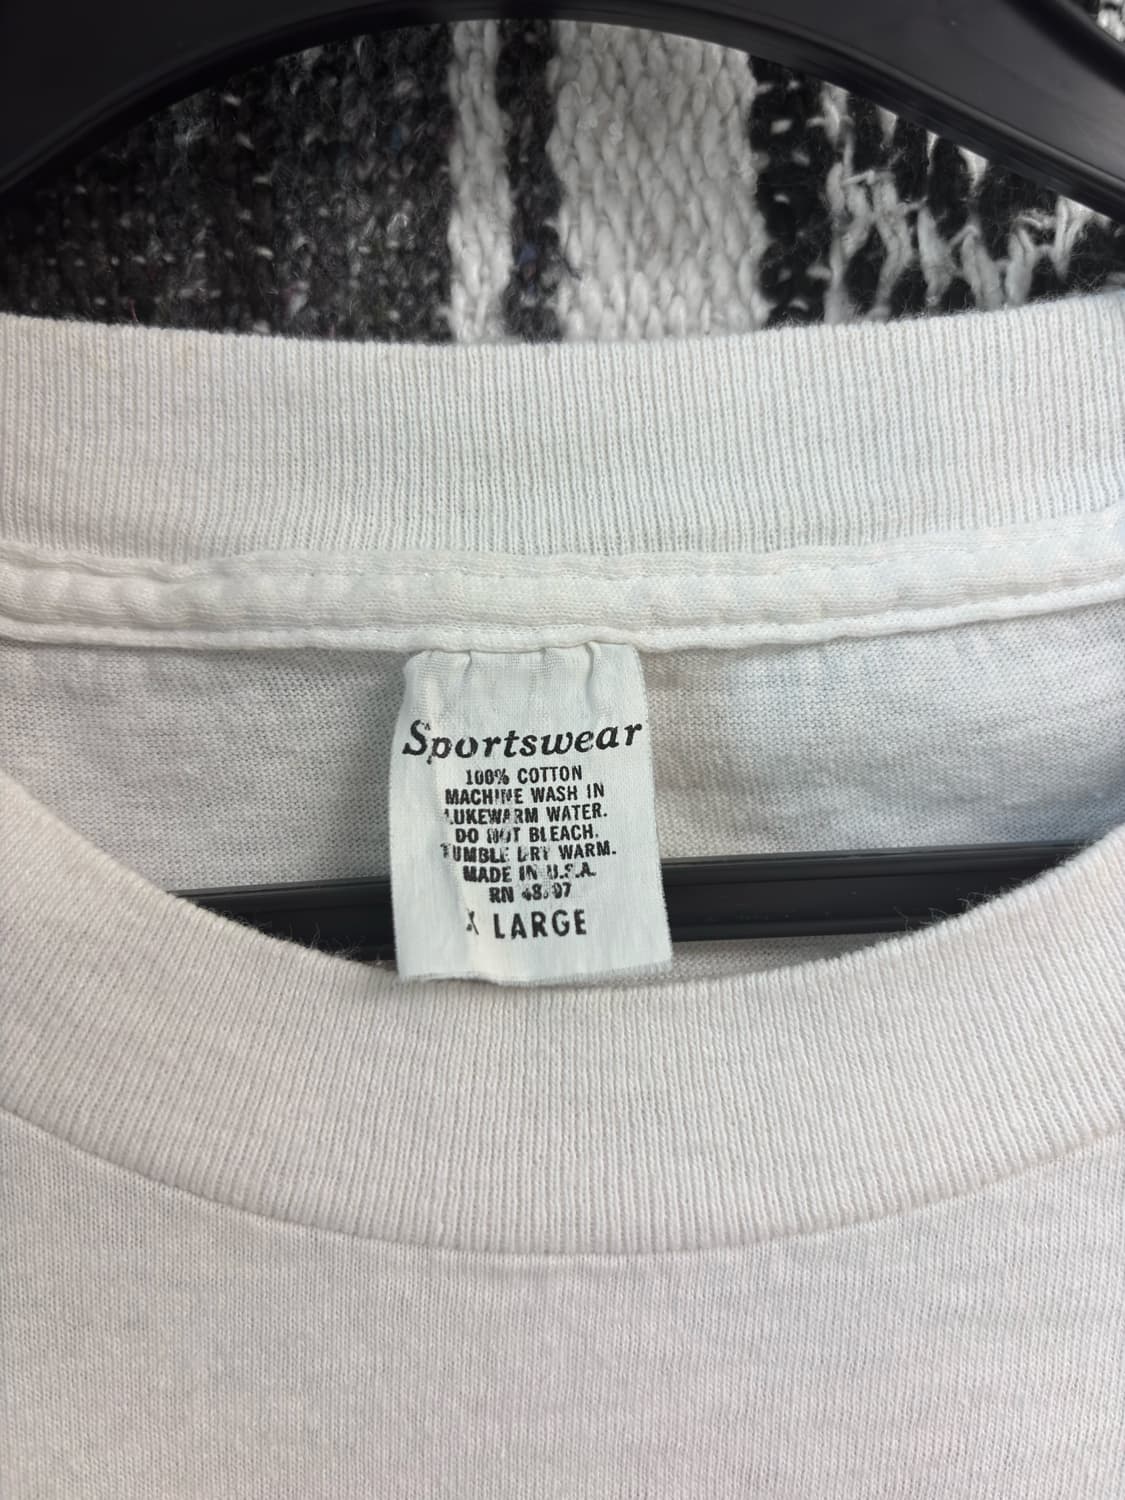 Sportswear
100% COTTON
MACHINE WASH IN
LUKEWARM WATER.
DO NOT BLEACH.
TUMBLE DRY WARM.
MADE IN U.S.A.
RN
X LARGE